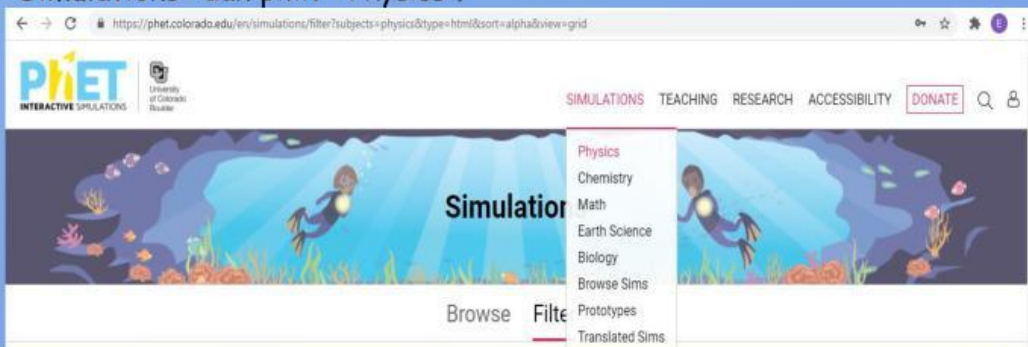 https://phet.colorado.edu/en/simulations/filter?subjects=physics&type=html&sort=alpha&view=grid
E
PhET
INTERACTIVE SIMULATIONS
University
of Colorado
Boulder
SIMULATIONS TEACHING RESEARCH ACCESSIBILITY DONATE
Physics
Chemistry
Simulation
Math
Earth Science
Biology
Browse Sims
Browse Filte
Prototypes
Translated Sims